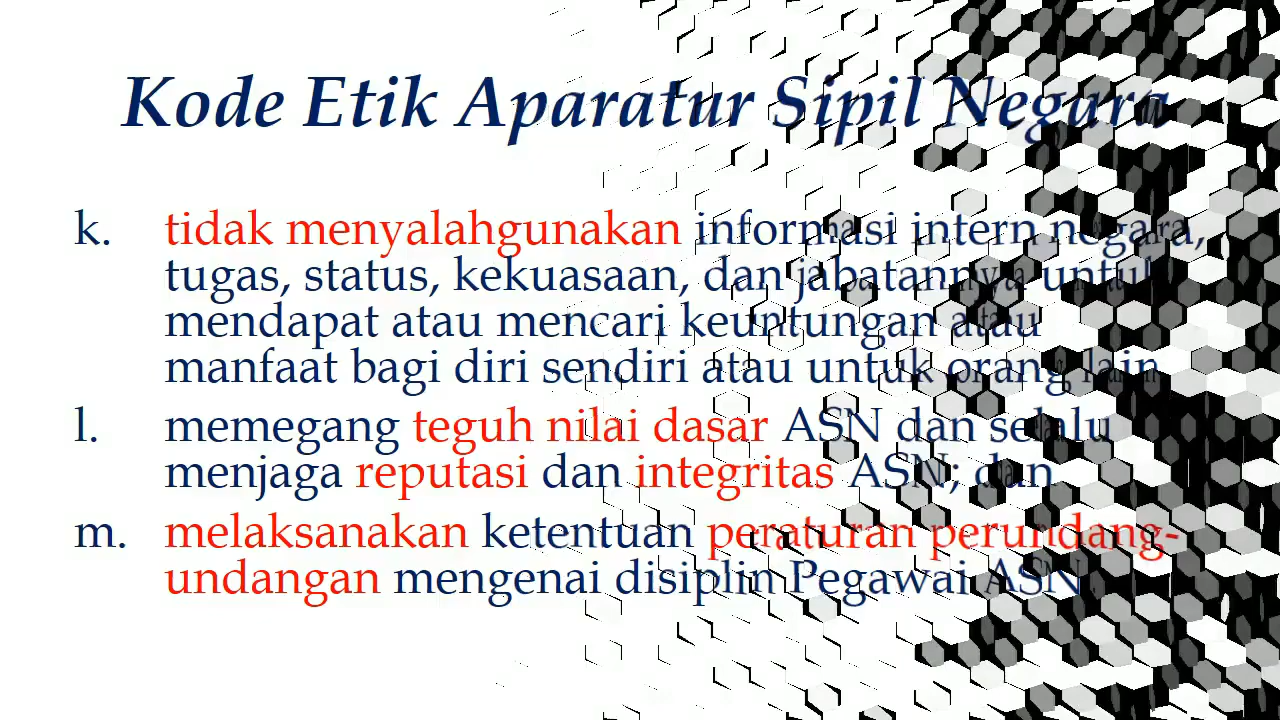 Kode Etik Aparatur Sipil Negara
k. tidak menyalahgunakan informasi intern negara,
tugas, status, kekuasaan, dan jabatannya untuk
mendapat atau mencari keuntungan atau
manfaat bagi diri sendiri atau untuk orang lain
l. memegang teguh nilai dasar ASN dan selalu
menjaga reputasi dan integritas ASN; dan
m. melaksanakan ketentuan peraturan perundang-
undangan mengenai disiplin Pegawai ASN.